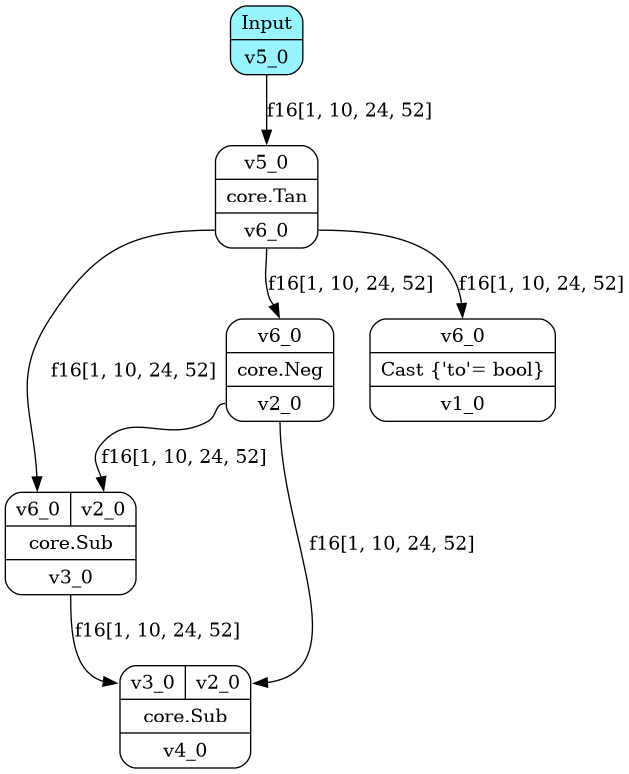 Input
v5_0
f16[1, 10, 24, 52]
v5_0
core.Tan
v6_0
f16[1, 10, 24, 52]
f16[1, 10, 24, 52]
v6_0
core.Neg
v2_0
v6_0
Cast {'to'= bool}
v1_0
f16[1, 10, 24, 52]
f16[1, 10, 24, 52]
v6_0 v2_0
core.Sub
v3_0
f16[1, 10, 24, 52]
f16[1, 10, 24, 52]
v3_0 v2_0
core.Sub
v4_0